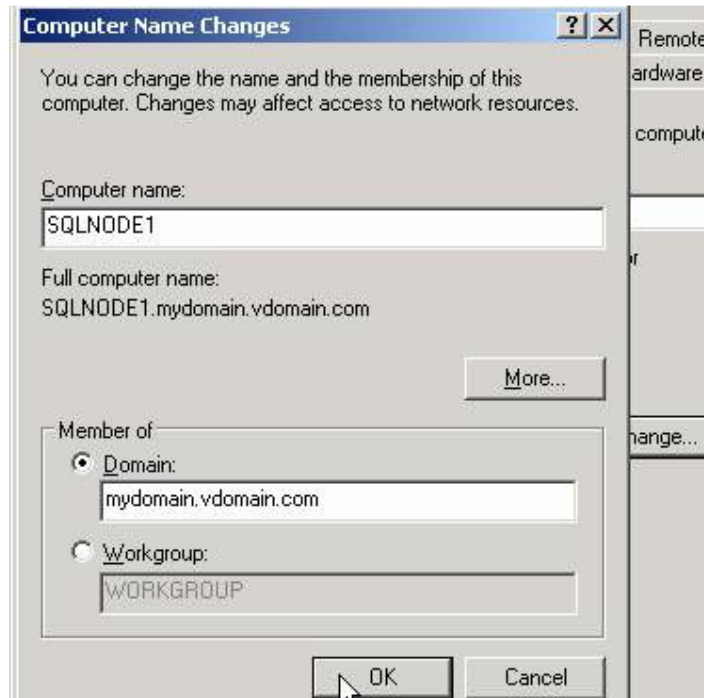 Computer Name Changes
You can change the name and the membership of this
computer. Changes may affect access to network resources.
Computer name:
SQLNODE1
Full computer name:
SQLNODE1.mydomain.vdomain.com
More...
Member of
Domain:
mydomain.vdomain.com
Workgroup:
WORKGROUP
OK
Cancel
Remote
ardware
compute
or
hange...